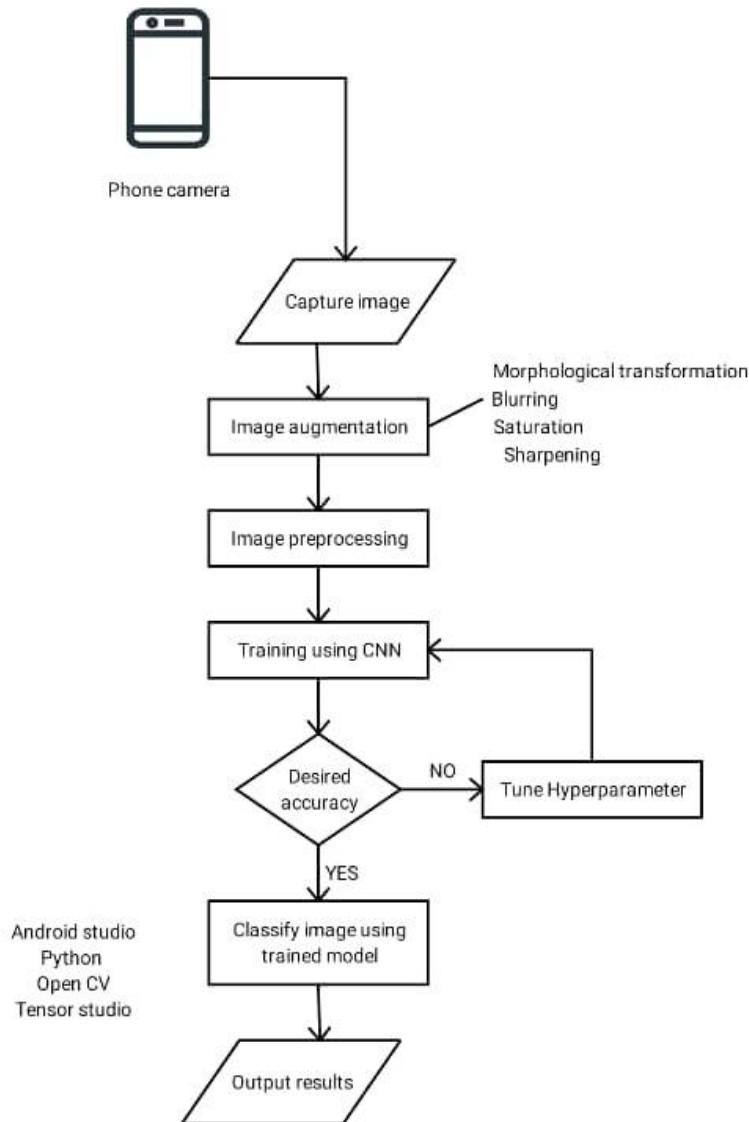 Phone camera
Capture image
Morphological transformation
Blurring
Saturation
Sharpening
Image augmentation
Image preprocessing
Training using CNN
Desired
accuracy
NO
Tune Hyperparameter
YES
Classify image using
trained model
Android studio
Python
Open CV
Tensor studio
Output results